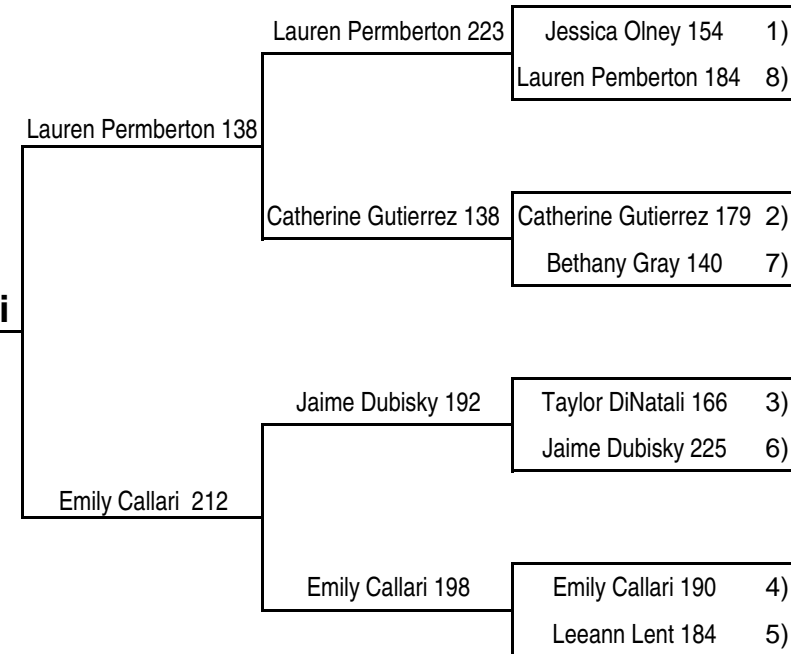 Lauren Permberton 223 Jessica Olney 154 1)
Lauren Pemberton 184 8)
Lauren Permberton 138
Catherine Gutierrez 138 Catherine Gutierrez 179 2)
Bethany Gray 140 7)
i
Jaime Dubisky 192 Taylor DiNatali 166 3)
Jaime Dubisky 225 6)
Emily Callari 212
Emily Callari 198 Emily Callari 190 4)
Leeann Lent 184 5)